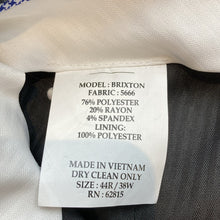 MODEL : BRIXTON
FABRIC : 5666
76% POLYESTER
20% RAYON
4% SPANDEX
LINING:
100% POLYESTER
MADE IN VIETNAM
DRY CLEAN ONLY
SIZE : 44R / 38W
RN : 62815